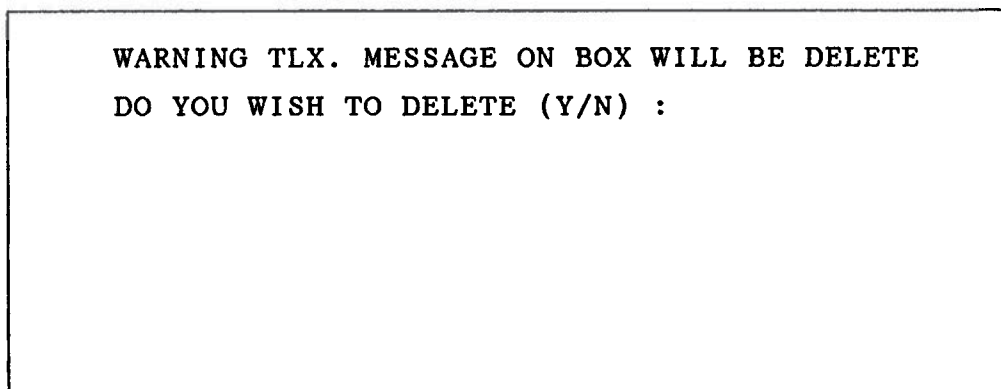 WARNING TLX. MESSAGE ON BOX WILL BE DELETE
DO YOU WISH TO DELETE (Y/N) :